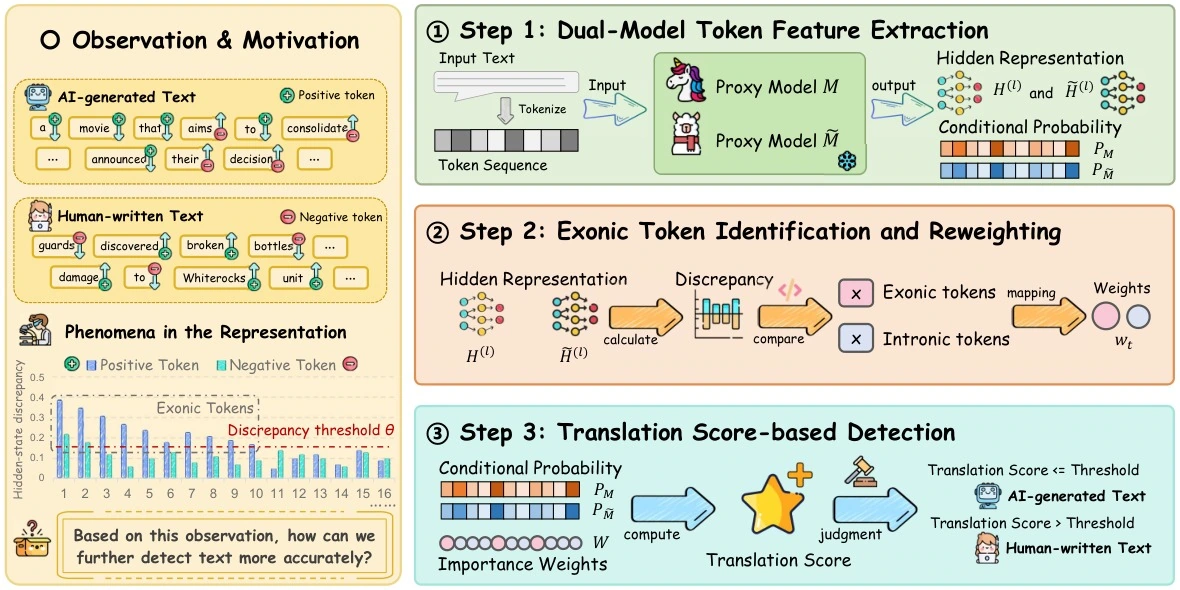 Observation & Motivation
AI-generated Text
Positive token
a movie that aims to consolidate
... announced their decision ...
Human-written Text
Negative token
guards discovered broken bottles ...
damage to Whiterocks unit ...
Phenomena in the Representation
Positive Token Negative Token
Hidden-state discrepancy
0.5
0.4
0.3
0.2
0.1
0
Exonic Tokens
Discrepancy threshold θ
1 2 3 4 5 6 7 8 9 10 11 12 13 14 15 16
......
Based on this observation, how can we
further detect text more accurately?
① Step 1: Dual-Model Token Feature Extraction
Input Text
Tokenize
Token Sequence
Input
Proxy Model M
Proxy Model M̃
output
Hidden Representation
H^(l) and H̃^(l)
Conditional Probability
P_M
P_M̃
② Step 2: Exonic Token Identification and Reweighting
Hidden Representation
H^(l) H̃^(l)
calculate
Discrepancy
</>
compare
x Exonic tokens
x Intronic tokens
mapping
Weights
w_t
③ Step 3: Translation Score-based Detection
Conditional Probability
P_M
P_M̃
W
Importance Weights
compute
Translation Score
judgment
Translation Score <= Threshold
AI-generated Text
Translation Score > Threshold
Human-written Text